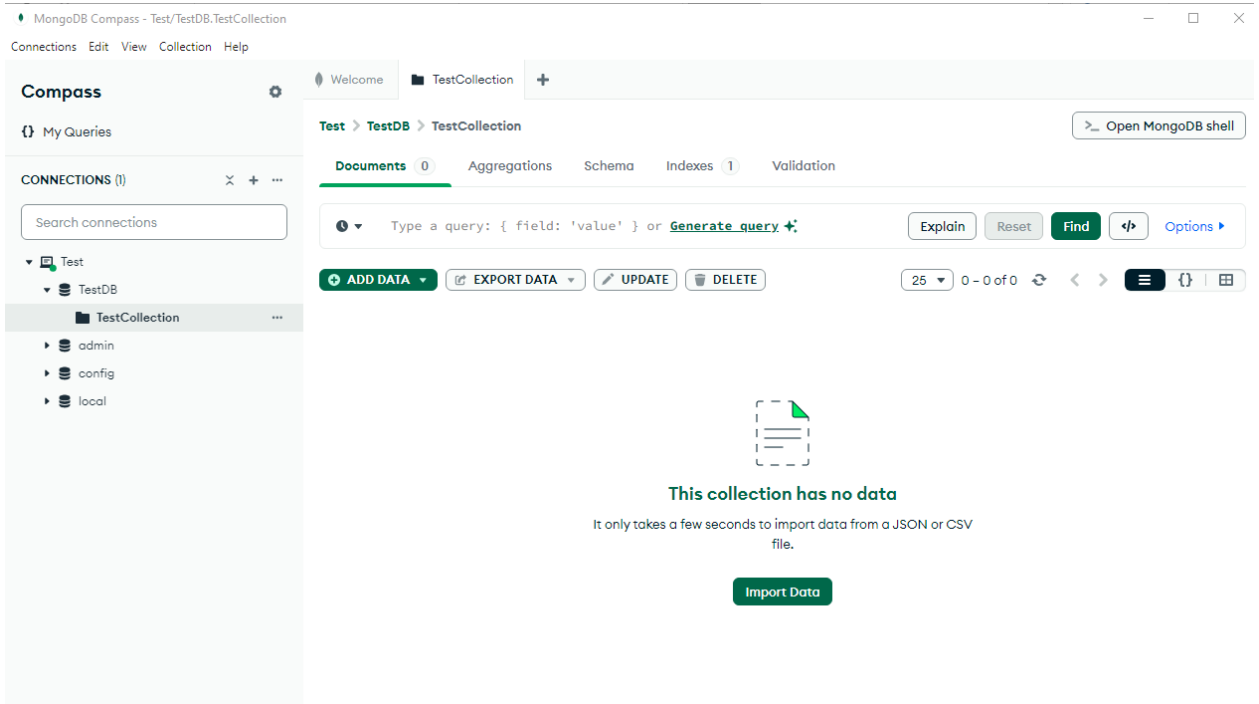 MongoDB Compass - Test/TestDB.TestCollection
Connections Edit View Collection Help
Compass
{} My Queries
CONNECTIONS (1)
Search connections
Test
TestDB
TestCollection
admin
config
local
Welcome TestCollection
Test > TestDB > TestCollection
>_ Open MongoDB shell
Documents 0 Aggregations Schema Indexes 1 Validation
Type a query: { field: 'value' } or Generate query
Explain Reset Find </> Options
ADD DATA EXPORT DATA UPDATE DELETE
25 0 – 0 of 0 {}
This collection has no data
It only takes a few seconds to import data from a JSON or CSV
file.
Import Data